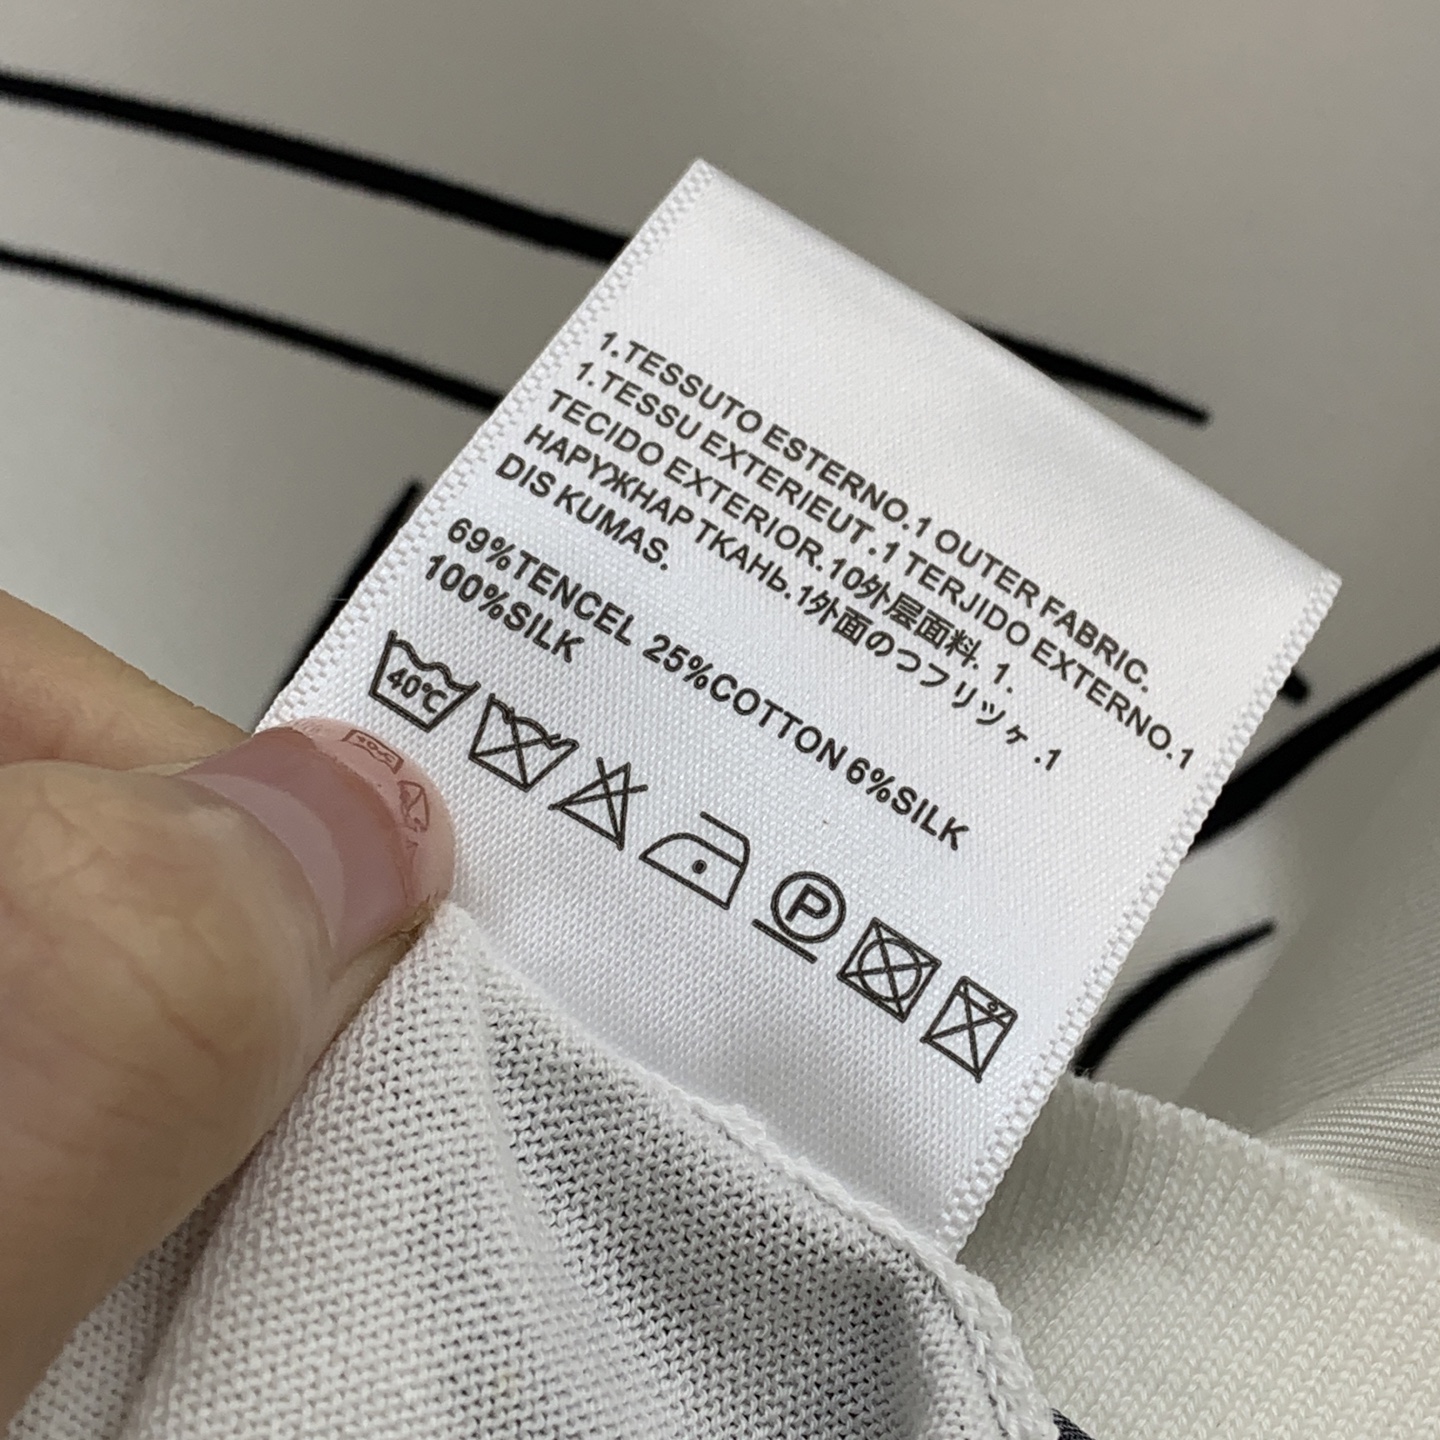 1.TESSUTO ESTERNO.1 OUTER FABRIC.
1.TESSU EXTERIEUT.1 TERJIDO EXTERNO.1
TECIDO EXTERIOR.10外层面料. 1.
НАРУЖНАР ТКАНЬ.1外面のつフリッヶ .1
DIS KUMAS.
69%TENCEL 25%COTTON 6%SILK
100%SILK
40℃
P